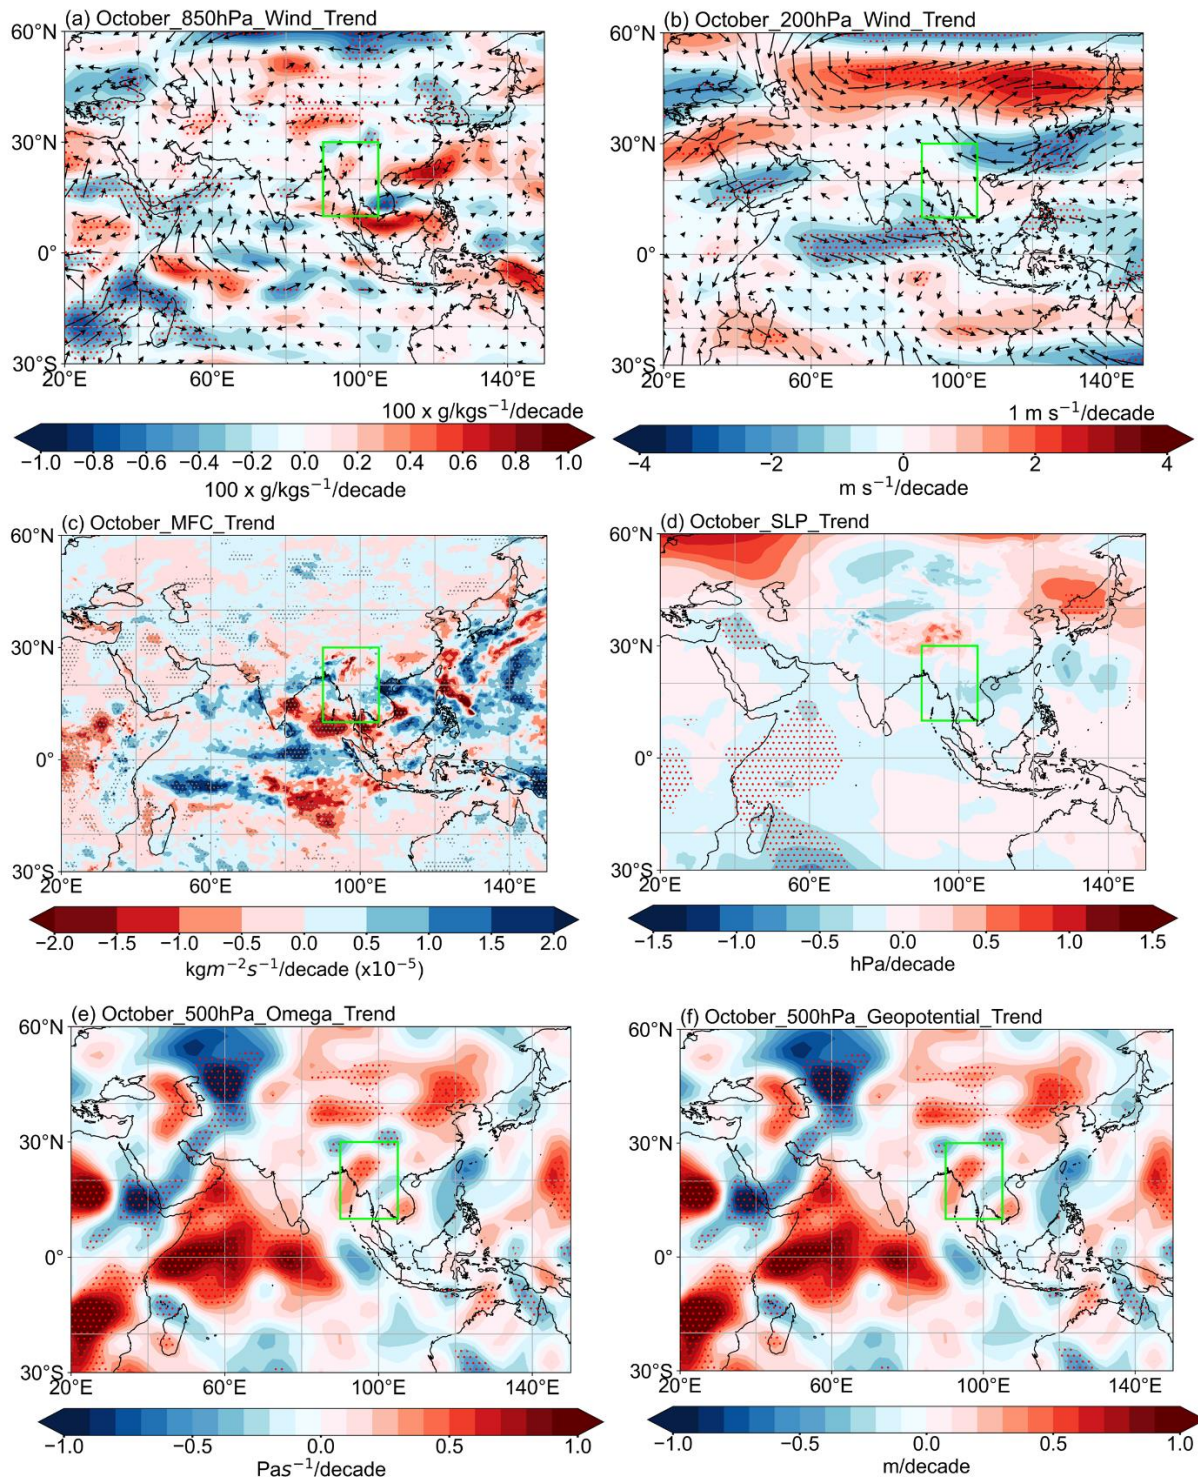 (a) October_850hPa_Wind_Trend
60°N
30°N
0°
30°S
20°E 60°E 100°E 140°E
100 x g/kgs⁻¹/decade
−1.0 −0.8 −0.6 −0.4 −0.2 0.0 0.2 0.4 0.6 0.8 1.0
100 x g/kgs⁻¹/decade
(b) October_200hPa_Wind_Trend
60°N
30°N
0°
30°S
20°E 60°E 100°E 140°E
1 m s⁻¹/decade
−4 −2 0 2 4
m s⁻¹/decade
(c) October_MFC_Trend
60°N
30°N
0°
30°S
20°E 60°E 100°E 140°E
−2.0 −1.5 −1.0 −0.5 0.0 0.5 1.0 1.5 2.0
kgm⁻²s⁻¹/decade (x10⁻⁵)
(d) October_SLP_Trend
60°N
30°N
0°
30°S
20°E 60°E 100°E 140°E
−1.5 −1.0 −0.5 0.0 0.5 1.0 1.5
hPa/decade
(e) October_500hPa_Omega_Trend
60°N
30°N
0°
30°S
20°E 60°E 100°E 140°E
−1.0 −0.5 0.0 0.5 1.0
Pas⁻¹/decade
(f) October_500hPa_Geopotential_Trend
60°N
30°N
0°
30°S
20°E 60°E 100°E 140°E
−1.0 −0.5 0.0 0.5 1.0
m/decade